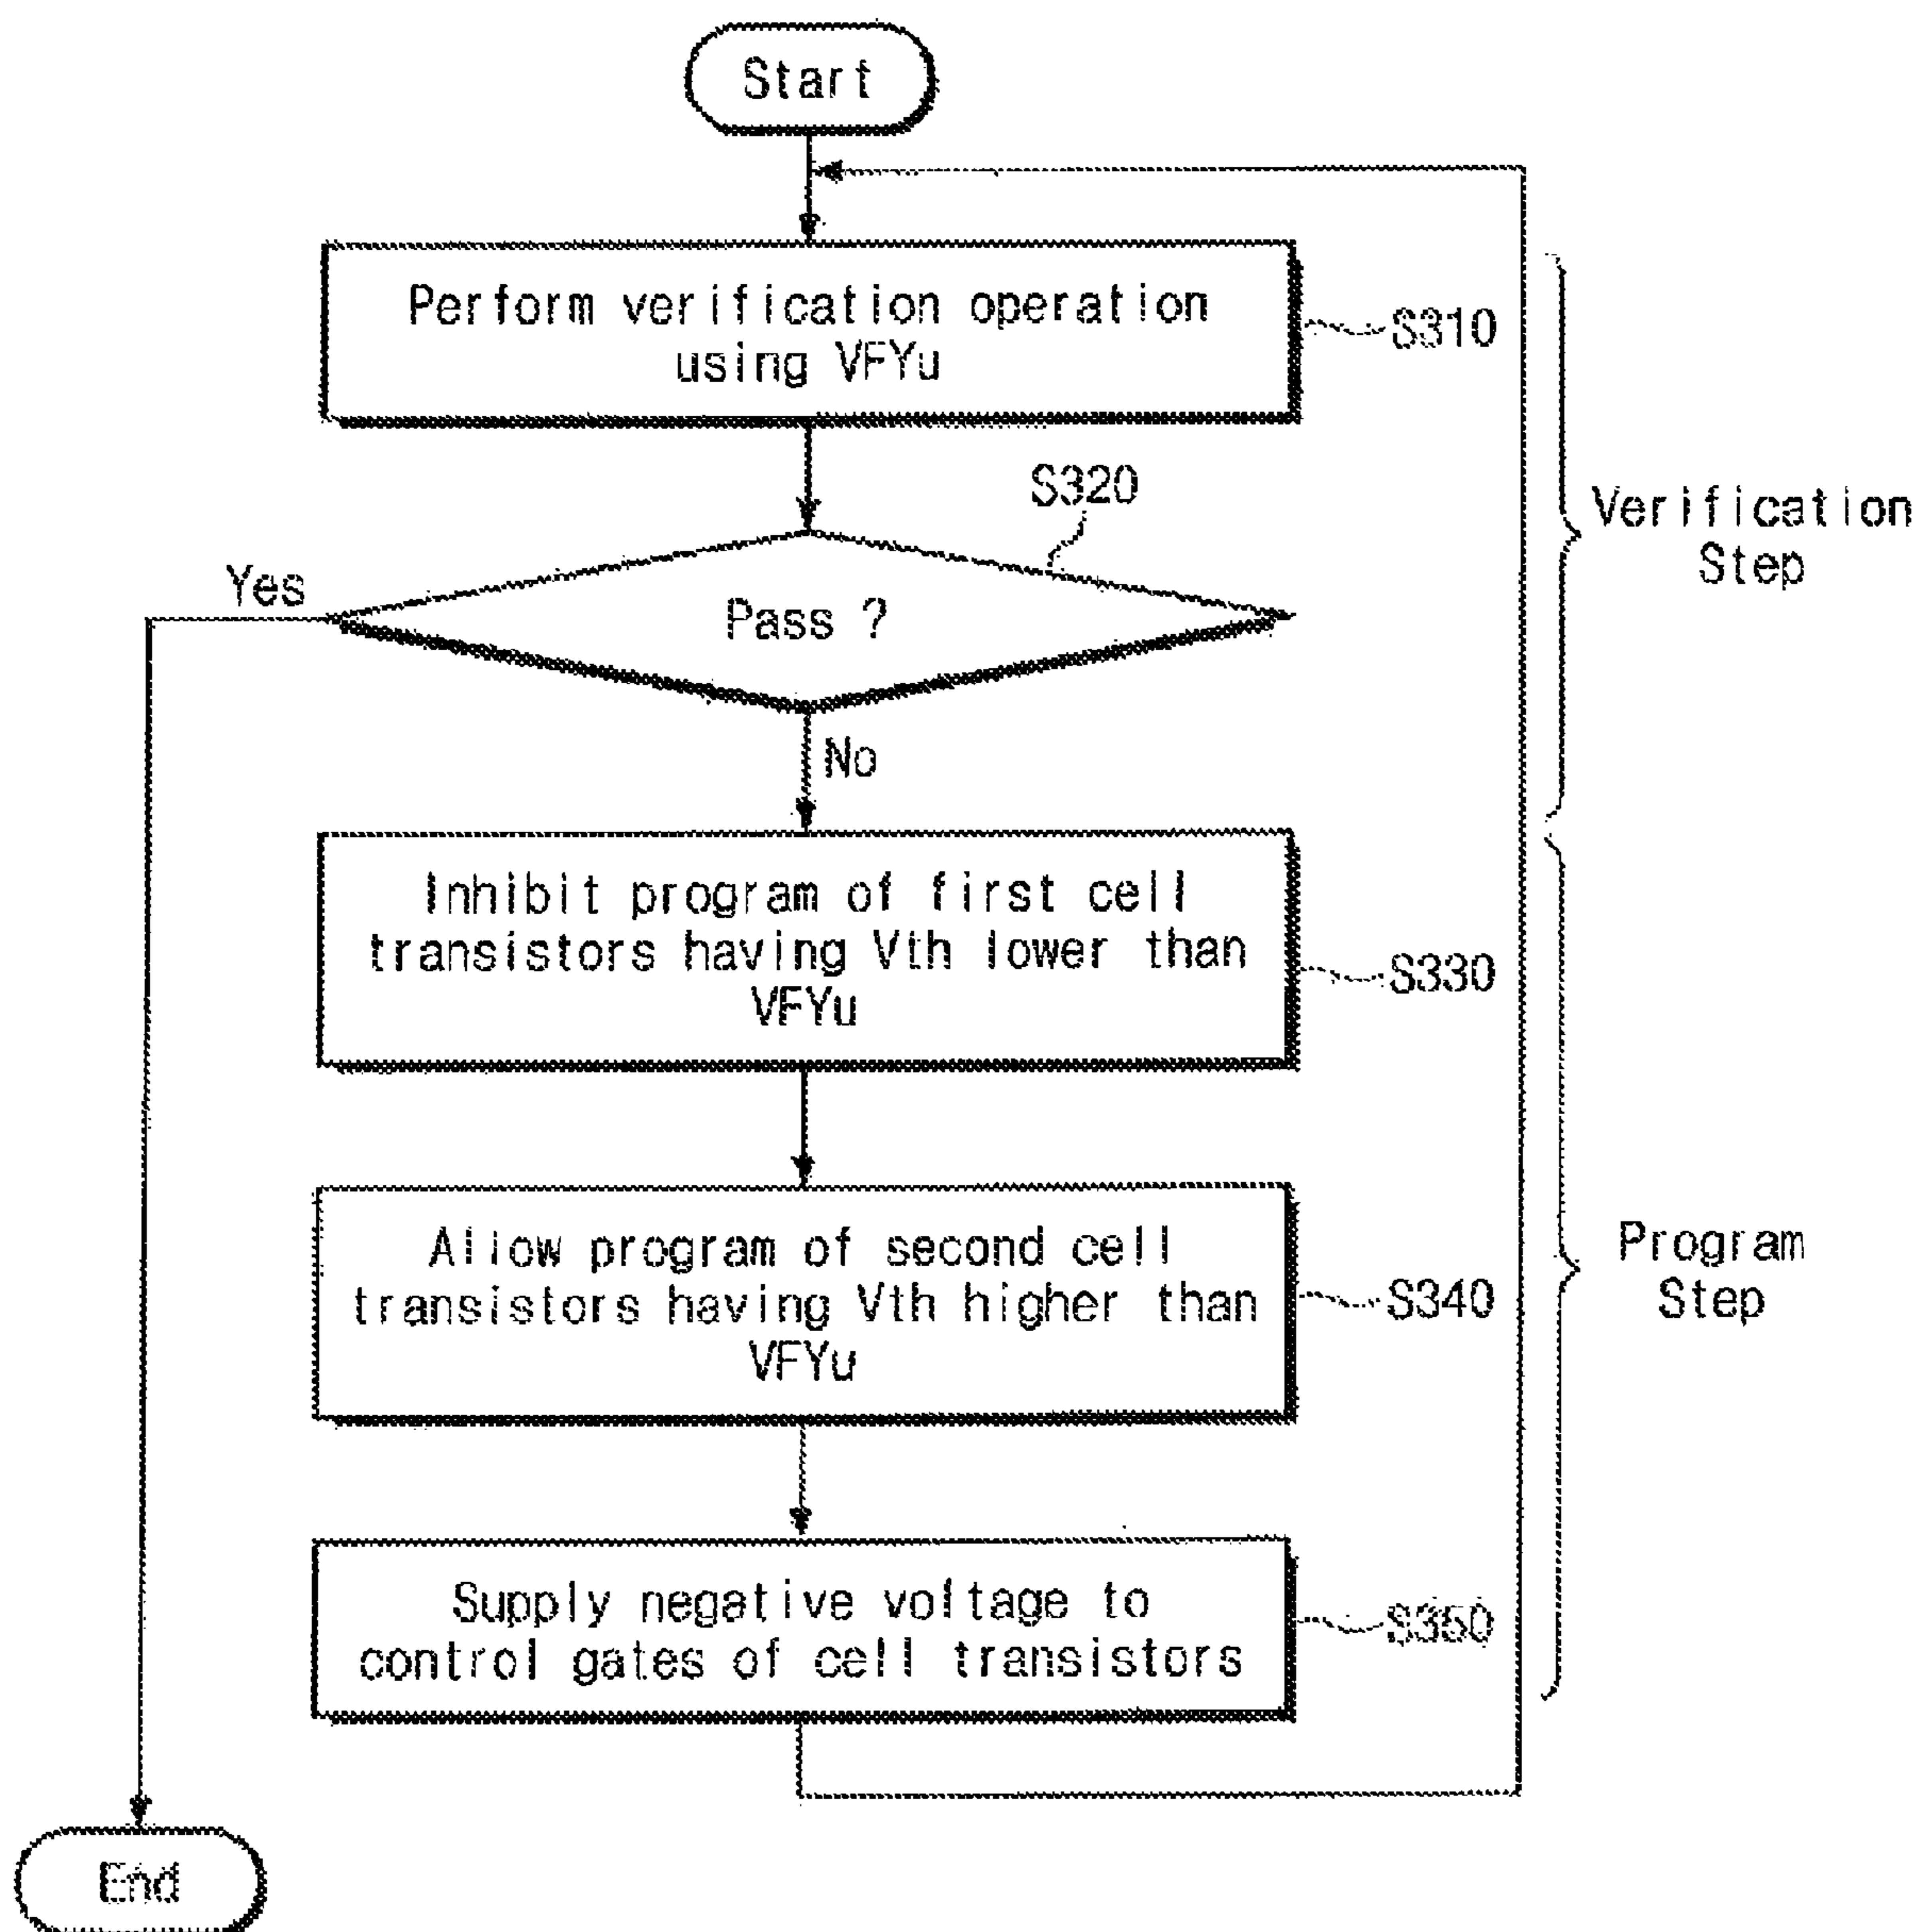 Start
Perform verification operation
using VFYu
S310
S320
Verification
Step
Yes
Pass ?
No
Inhibit program of first cell
transistors having Vth lower than
VFYu
S330
Allow program of second cell
transistors having Vth higher than
VFYu
S340
Program
Step
Supply negative voltage to
control gates of cell transistors
S350
End